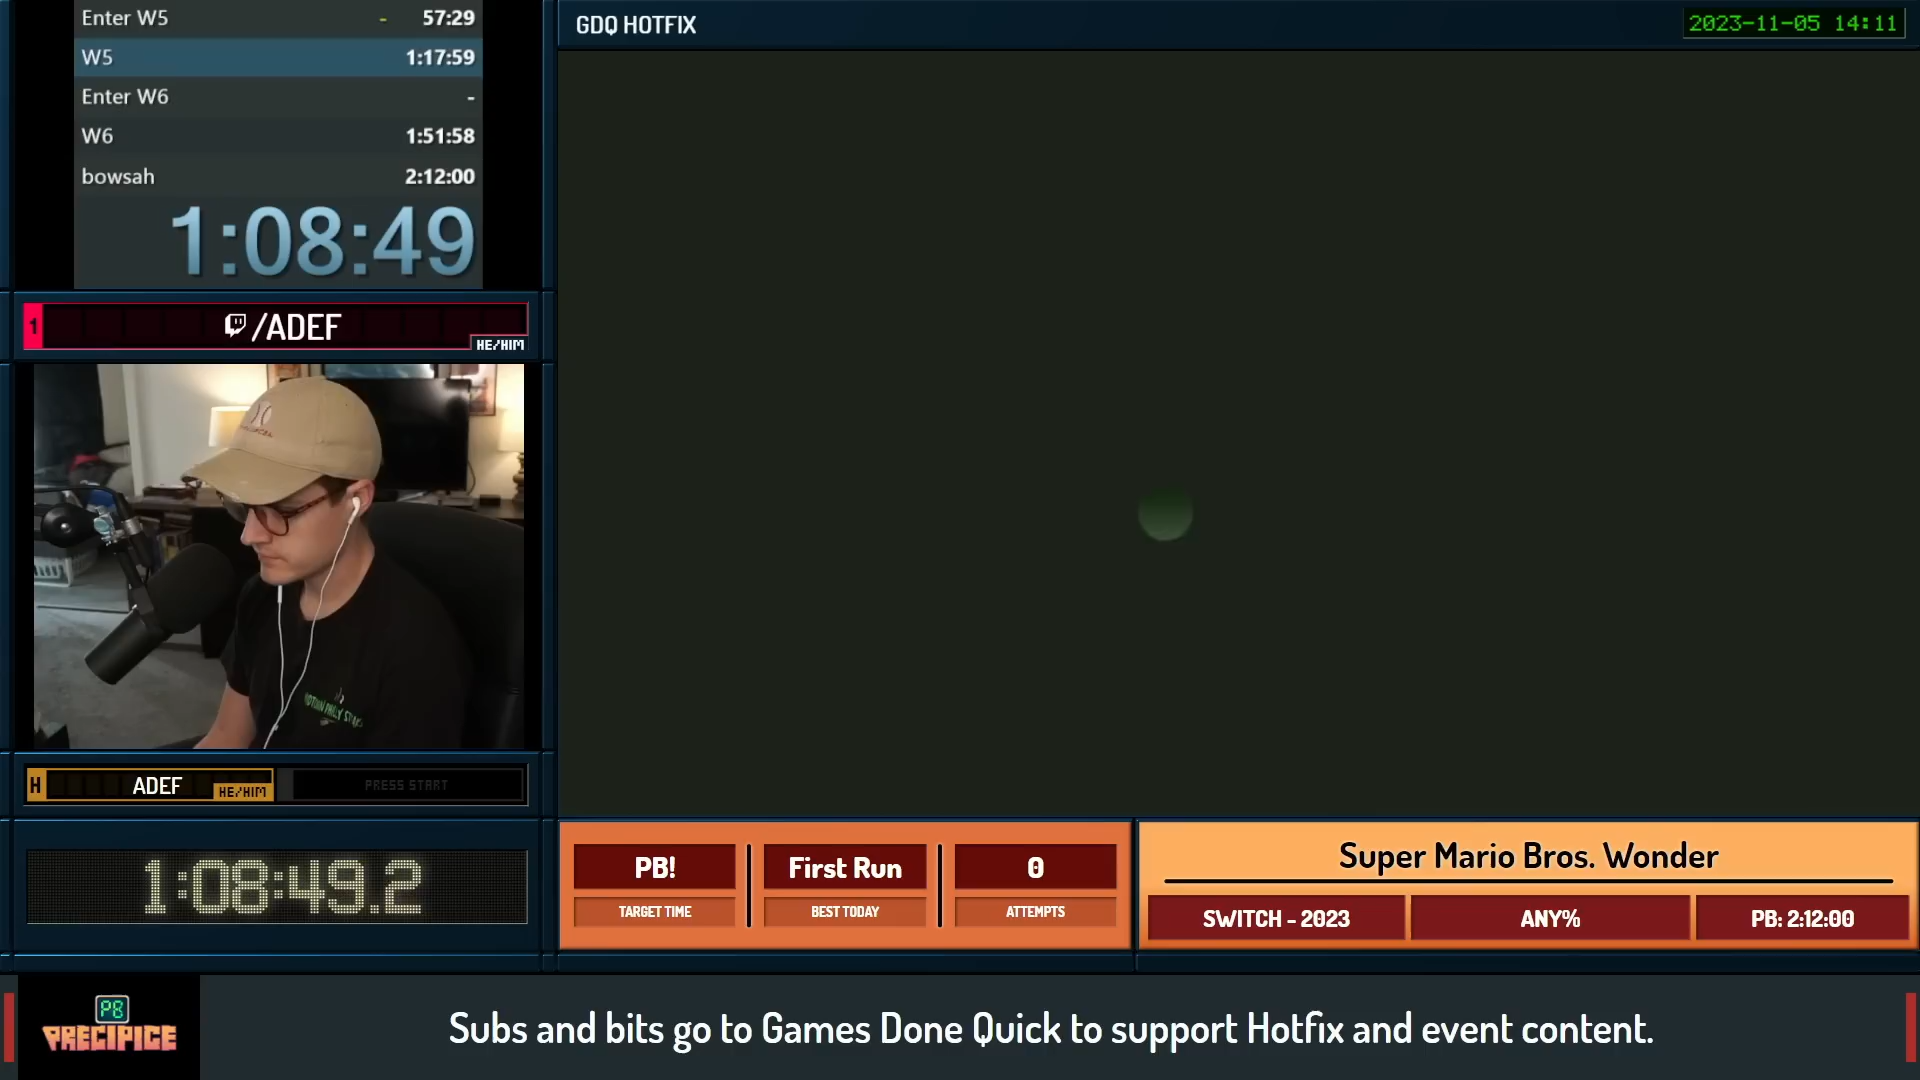 Enter W5 - 57:29
W5 1:17:59
Enter W6 -
W6 1:51:58
bowsah 2:12:00
1:08:49
GDQ HOTFIX
2023-11-05 14:11
1
/ADEF
HE/HIM
H ADEF HE/HIM
PRESS START
1:08:49.2
PB!
TARGET TIME
First Run
BEST TODAY
0
ATTEMPTS
Super Mario Bros. Wonder
SWITCH - 2023
ANY%
PB: 2:12:00
PB
PRECIPICE
Subs and bits go to Games Done Quick to support Hotfix and event content.